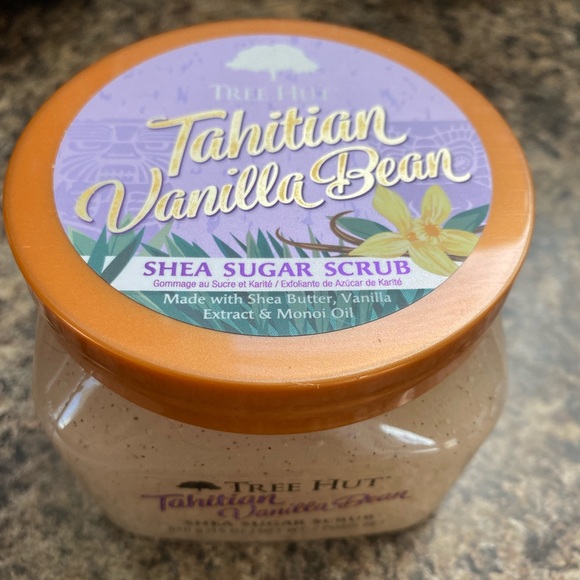 TREE HUT
Tahitian
Vanilla Bean
SHEA SUGAR SCRUB
Gommage au Sucre et Karité / Exfoliante de Azúcar de Karité
Made with Shea Butter, Vanilla
Extract & Monoi Oil
TREE HUT
Tahitian Vanilla Bean
SHEA SUGAR SCRUB